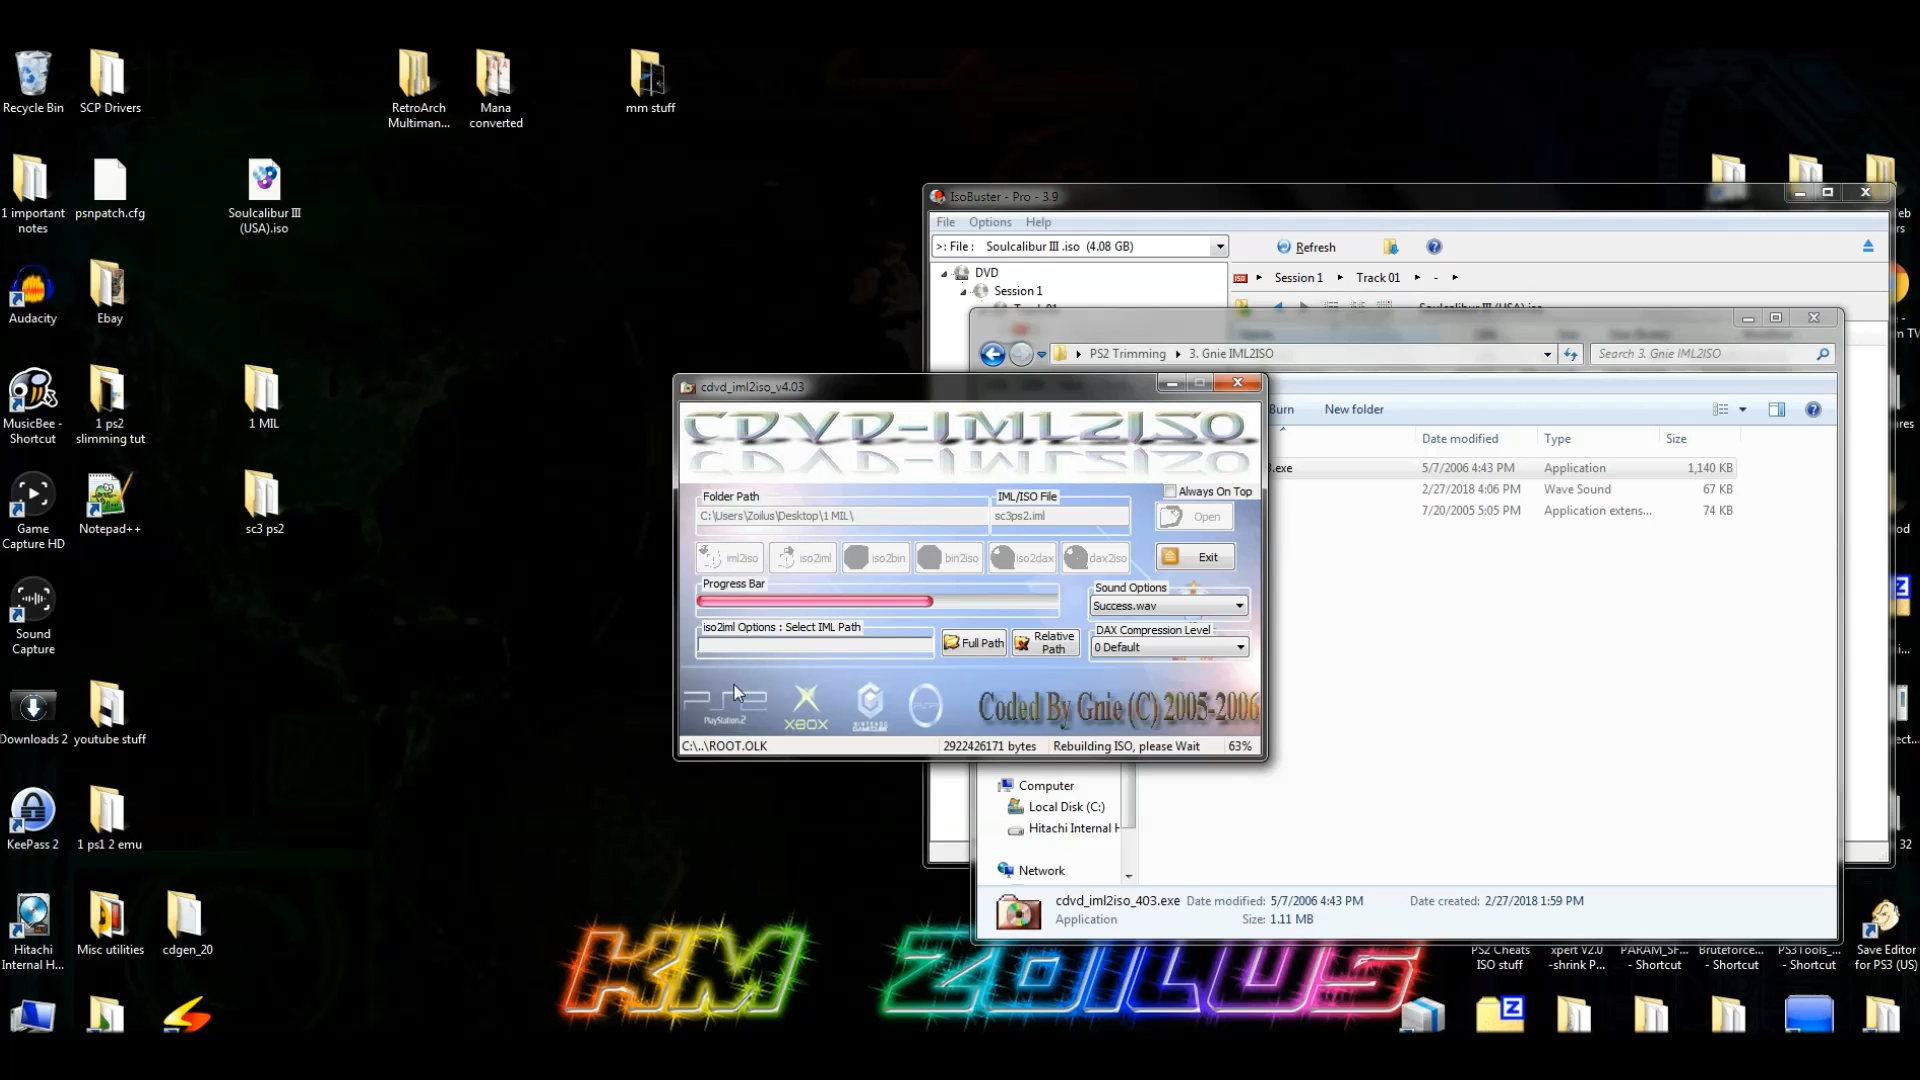 Recycle Bin
SCP Drivers
RetroArch
Multiman...
Mana
converted
mm stuff
1 important
notes
psnpatch.cfg
Soulcalibur Ⅲ
(USA).iso
Audacity
Ebay
MusicBee -
Shortcut
1 ps2
slimming tut
1 MIL
Game
Capture HD
Notepad++
sc3 ps2
Sound
Capture
Downloads 2
youtube stuff
KeePass 2
1 ps1 2 emu
Hitachi
Internal H...
Misc utilities
cdgen_20
IsoBuster - Pro - 3.9
File Options Help
>: File : Soulcalibur Ⅲ .iso (4.08 GB)
Refresh
DVD
Session 1
Session 1 Track 01 -
Track 01
Soulcalibur Ⅲ (USA).iso
PS2 Trimming 3. Gnie IML2ISO
Search 3. Gnie IML2ISO
Burn New folder
Date modified Type Size
3.exe 5/7/2006 4:43 PM Application 1,140 KB
2/27/2018 4:06 PM Wave Sound 67 KB
7/20/2005 5:05 PM Application extens... 74 KB
cdvd_iml2iso_v4.03
CDVD-IML2ISO
Always On Top
Folder Path
IML/ISO File
C:\Users\Zoilus\Desktop\1 MIL\
sc3ps2.iml
Open
iml2iso iso2iml iso2bin bin2iso iso2dax dax2iso
Exit
Progress Bar
Sound Options
Success.wav
iso2iml Options : Select IML Path
Full Path
Relative
Path
DAX Compression Level
0 Default
PS2
PlayStation.2
XBOX
NINTENDO
GAMECUBE
PSP
Coded By Gnie (C) 2005-2006
C:\..\ROOT.OLK 2922426171 bytes Rebuilding ISO, please Wait 63%
Computer
Local Disk (C:)
Hitachi Internal H
Network
cdvd_iml2iso_403.exe Date modified: 5/7/2006 4:43 PM Date created: 2/27/2018 1:59 PM
Application Size: 1.11 MB
KM ZOILUS
PS2 Cheats
ISO stuff
xpert v2.0
-shrink P...
PARAM_SF...
- Shortcut
Bruteforce...
- Shortcut
PS3Tools_...
- Shortcut
Save Editor
for PS3 (US)
32